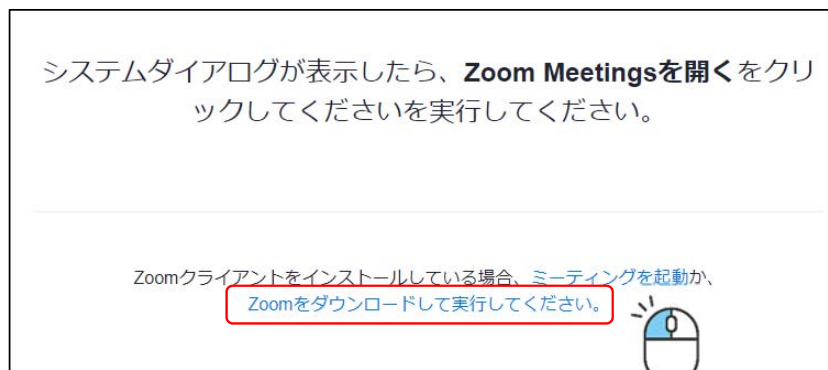 システムダイアログが表示したら、Zoom Meetingsを開くをクリ
ックしてくださいを実行してください。
Zoomクライアントをインストールしている場合、ミーティングを起動か、
Zoomをダウンロードして実行してください。